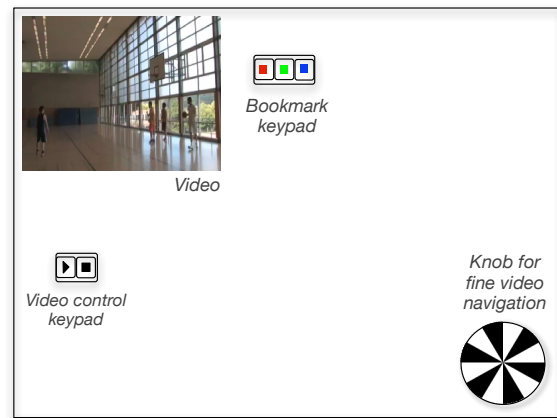 Bookmark
keypad
Video
Video control
keypad
Knob for
fine video
navigation